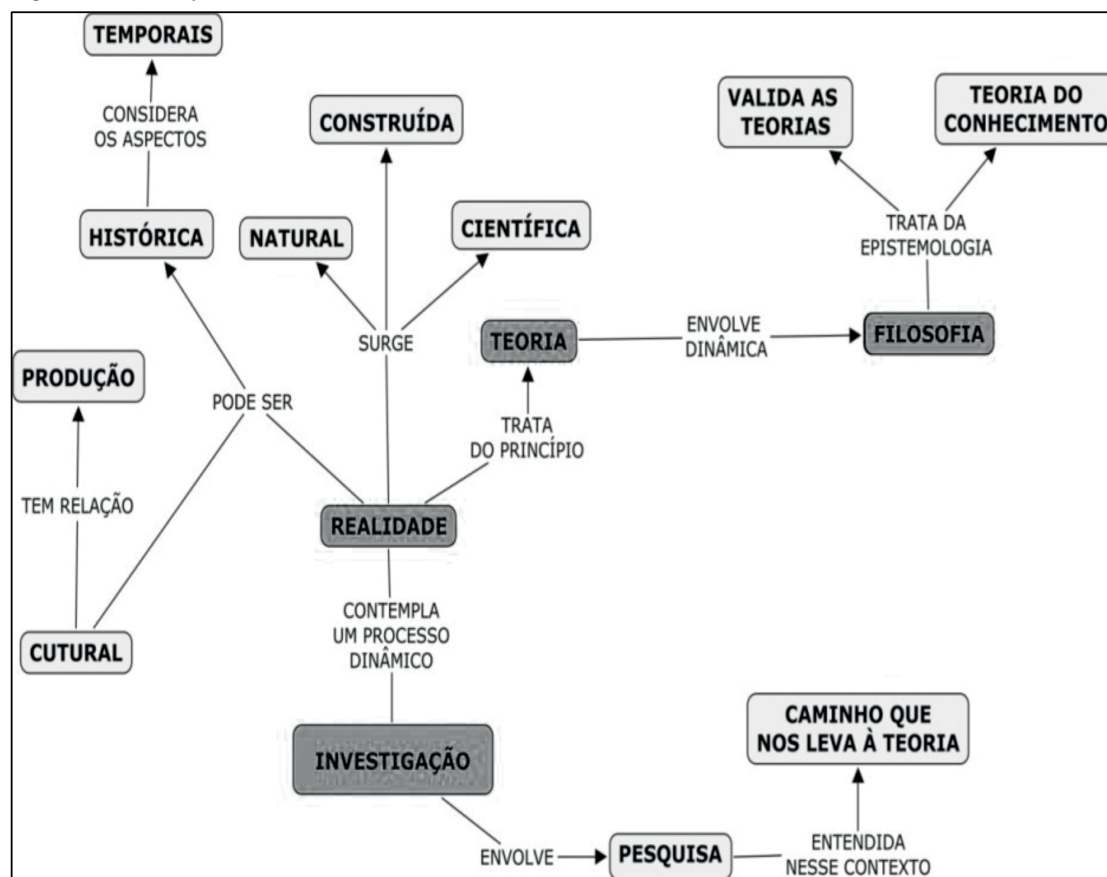 TEMPORAIS
CONSIDERA
OS ASPECTOS
HISTÓRICA
CONSTRUÍDA
NATURAL
CIENTÍFICA
SURGE
VALIDA AS
TEORIAS
TEORIA DO
CONHECIMENTO
TRATA DA
EPISTEMOLOGIA
TEORIA
ENVOLVE
DINÂMICA
FILOSOFIA
PRODUÇÃO
PODE SER
TRATA
DO PRINCÍPIO
TEM RELAÇÃO
REALIDADE
CUTURAL
CONTEMPLA
UM PROCESSO
DINÂMICO
INVESTIGAÇÃO
CAMINHO QUE
NOS LEVA À TEORIA
ENVOLVE
PESQUISA
ENTENDIDA
NESSE CONTEXTO